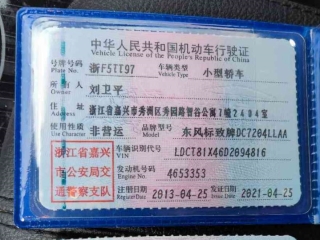 中华人民共和国机动车行驶证
Vehicle License of the People's Republic of China
号牌号码 浙F5TT97 车辆类型 小型轿车
Plate No. Vehicle Type
所有人 刘卫平
Owner
住址 浙江省嘉兴市秀洲区秀园路智谷公寓1幢2404室
Address
使用性质 非营运 品牌型号 东风标致牌DC7204LLAA
Use Character Model
浙江省嘉兴
市公安局交
通警察支队
车辆识别代号 LDCT81X46D2094816
VIN
发动机号码 4653353
Engine No.
注册日期 2013-04-25 发证日期 2021-04-25
Register Date Issue Date